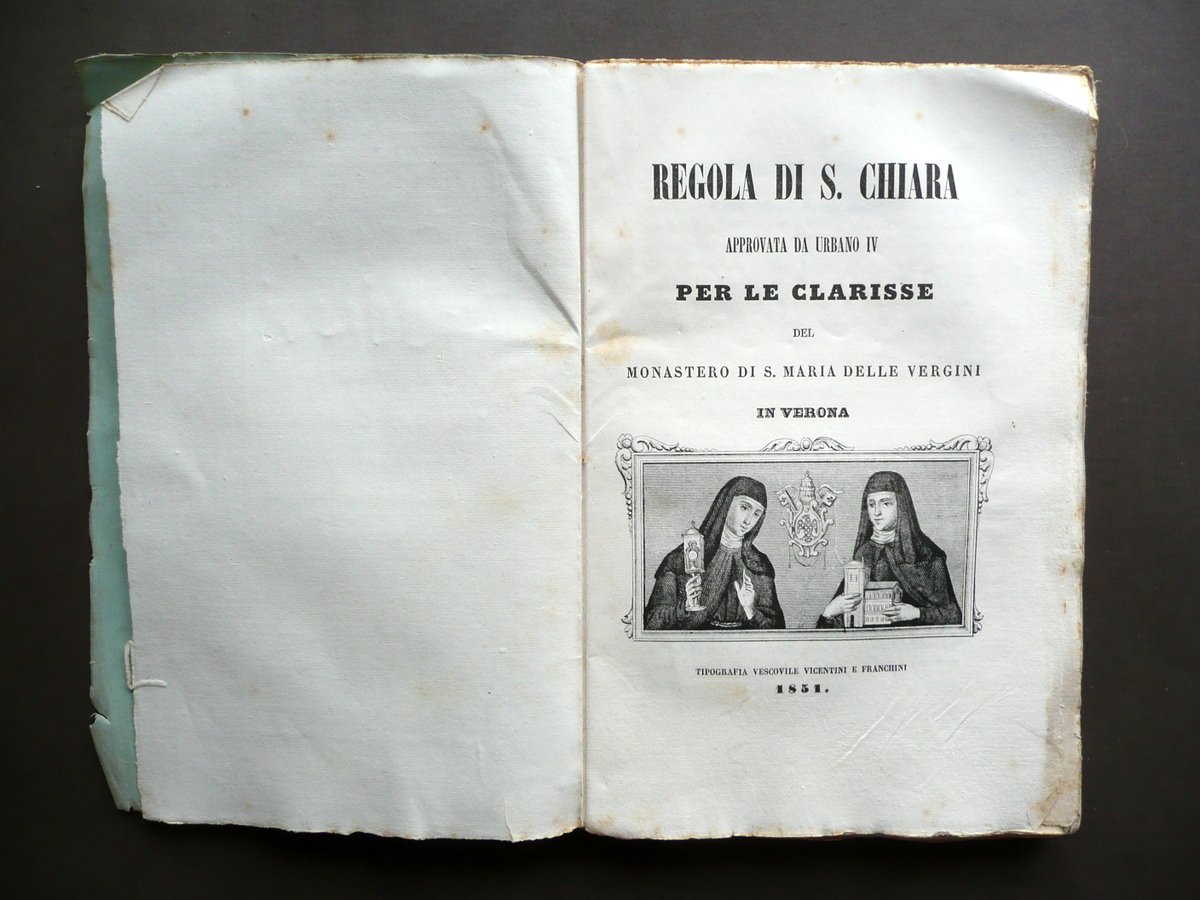 REGOLA DI S. CHIARA
APPROVATA DA URBANO IV
PER LE CLARISSE
DEL
MONASTERO DI S. MARIA DELLE VERGINI
IN VERONA
TIPOGRAFIA VESCOVILE VICENTINI E FRANCHINI
1851.